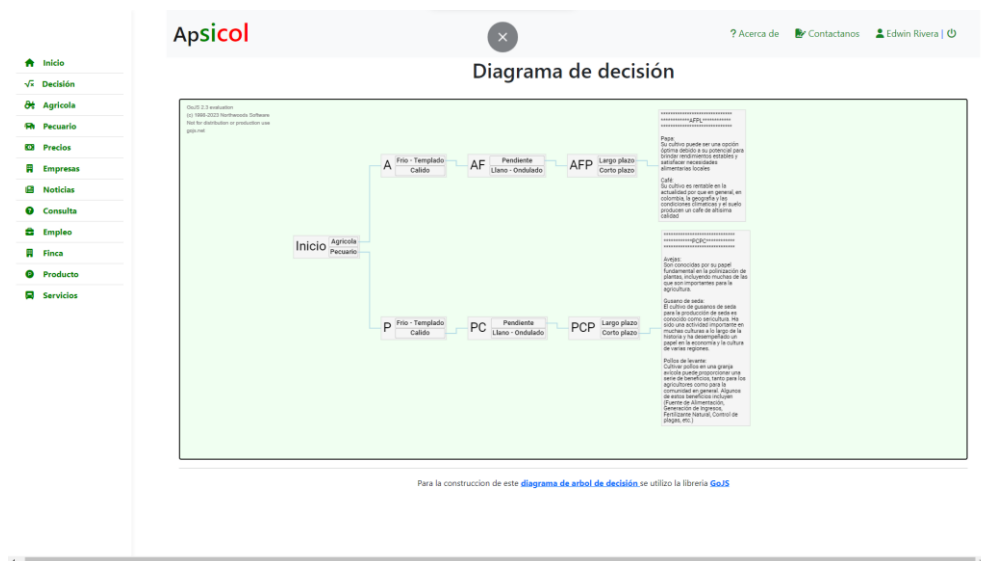 Apsicol
? Acerca de
Contactanos
Edwin Rivera |
Inicio
Decisión
Agricola
Pecuario
Precios
Empresas
Noticias
Consulta
Empleo
Finca
Producto
Servicios
Diagrama de decisión
GoJS 2.3 evaluation
(c) 1998-2023 Northwoods Software
Not for distribution or production use
gojs.net
Inicio
Agricola
Pecuario
A
Frio - Templado
Calido
AF
Pendiente
Llano - Ondulado
AFP
Largo plazo
Corto plazo
*****************************
************AFPL************
*****************************
Papa:
Su cultivo puede ser una opción
óptima debido a su potencial para
brindar rendimientos estables y
satisfacer necesidades
alimentarias locales
Café:
Su cultivo es rentable en la
actualidad por que en general, en
colombia, la geografía y las
condiciones climaticas y el suelo
producen un cafe de altisima
calidad
P
Frio - Templado
Calido
PC
Pendiente
Llano - Ondulado
PCP
Largo plazo
Corto plazo
*****************************
************PCPC************
*****************************
Avejas:
Son conocidas por su papel
fundamental en la polinización de
plantas, incluyendo muchas de las
que son importantes para la
agricultura.
Gusano de seda:
El cultivo de gusanos de seda
para la producción de seda es
conocido como sericultura. Ha
sido una actividad importante en
muchas culturas a lo largo de la
historia y ha desempeñado un
papel en la economía y la cultura
de varias regiones.
Pollos de levante:
Cultivar pollos en una granja
avícola puede proporcionar una
serie de beneficios, tanto para los
agricultores como para la
comunidad en general. Algunos
de estos beneficios incluyen
(Fuente de Alimentación,
Generación de Ingresos,
Fertilizante Natural, Control de
plagas, etc.)
Para la construccion de este diagrama de arbol de decisión se utilizo la libreria GoJS